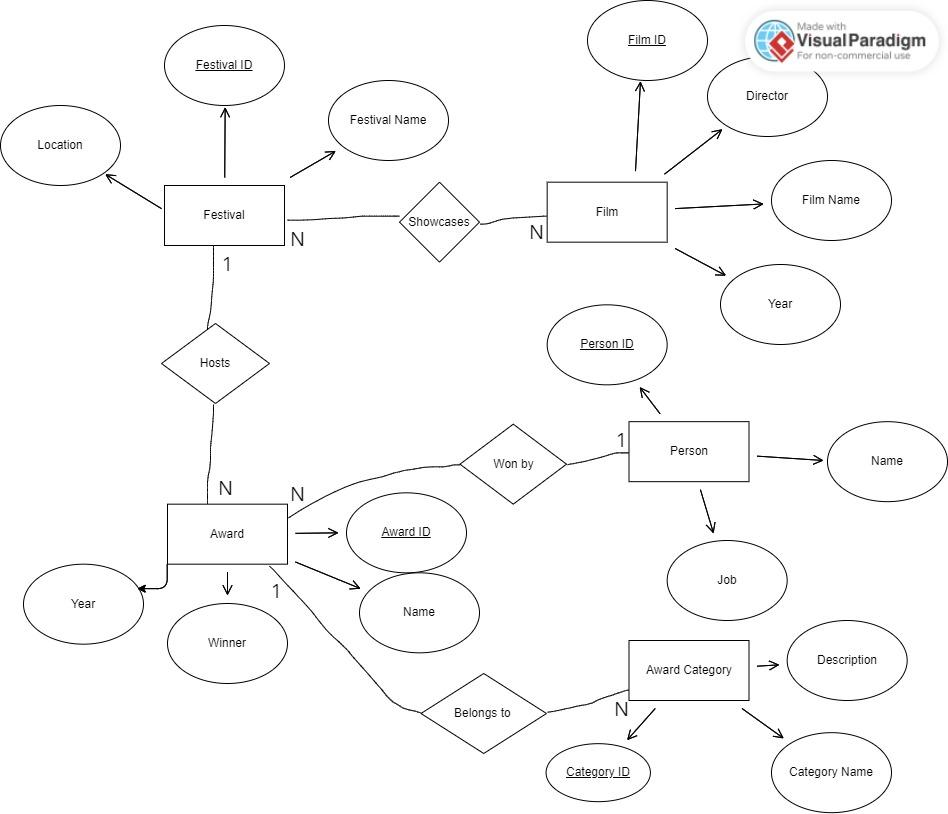 Made with
Visual Paradigm
For non-commercial use
Film ID
Festival ID
Director
Festival Name
Location
Film Name
Festival
Showcases
Film
N
N
1
Year
Person ID
Hosts
1
Person
Won by
Name
N
N
Award
Award ID
Job
Year
1
Name
Winner
Description
Award Category
N
Belongs to
Category ID
Category Name